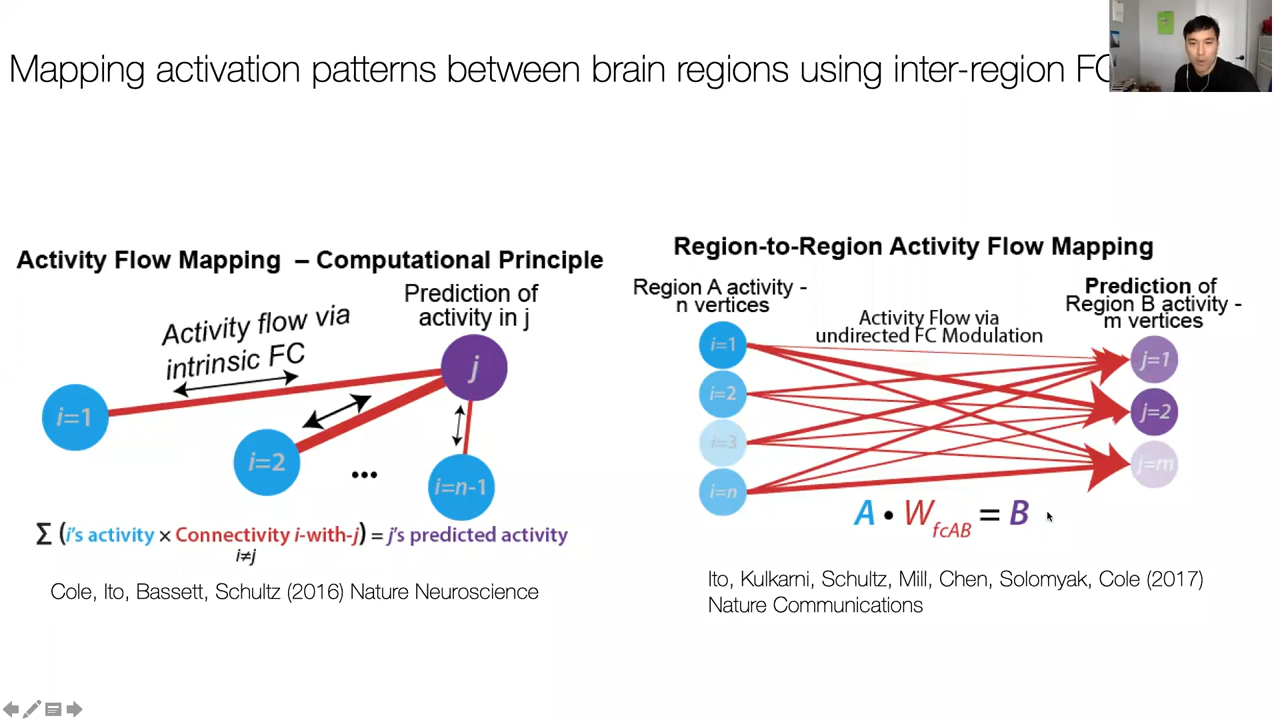 Mapping activation patterns between brain regions using inter-region FC
Activity Flow Mapping – Computational Principle
Prediction of
activity in j
Activity flow via
intrinsic FC
j
i=1
i=2
...
i=n-1
Σ (i's activity × Connectivity i-with-j) = j's predicted activity
i≠j
Cole, Ito, Bassett, Schultz (2016) Nature Neuroscience
Region-to-Region Activity Flow Mapping
Region A activity -
n vertices
Prediction of
Region B activity -
m vertices
Activity Flow via
undirected FC Modulation
i=1
i=2
i=3
i=n
j=1
j=2
j=m
A • W fcAB = B
Ito, Kulkarni, Schultz, Mill, Chen, Solomyak, Cole (2017)
Nature Communications